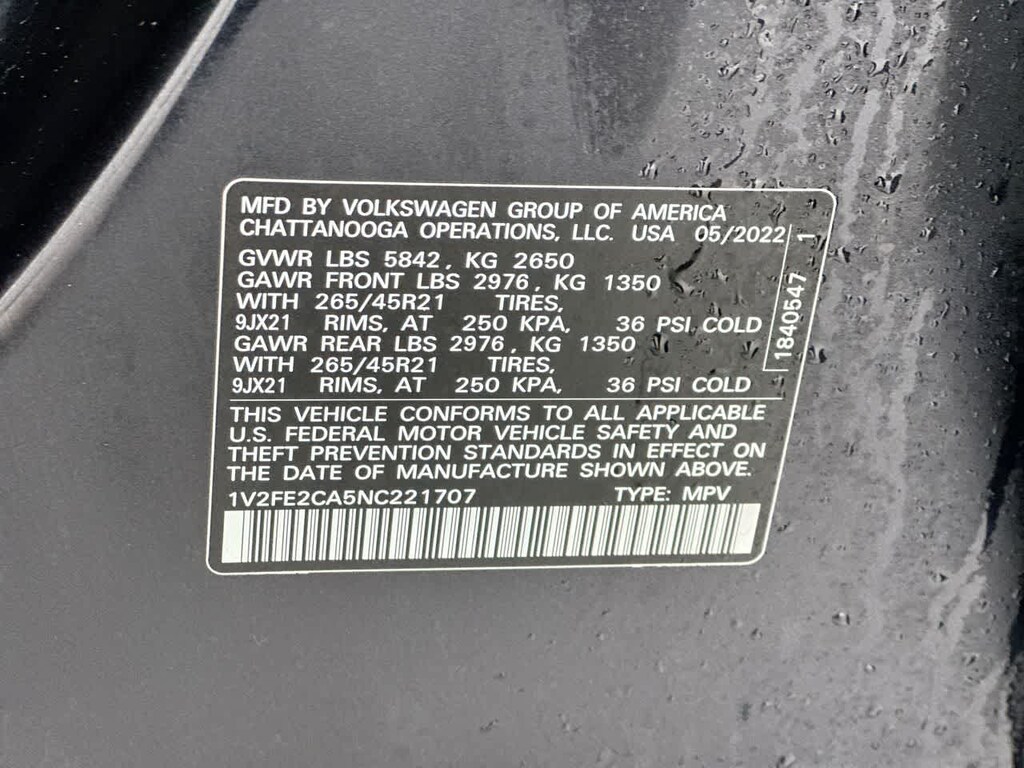 MFD BY VOLKSWAGEN GROUP OF AMERICA
CHATTANOOGA OPERATIONS, LLC. USA 05/2022
GVWR LBS 5842, KG 2650
GAWR FRONT LBS 2976, KG 1350
WITH 265/45R21 TIRES,
9JX21 RIMS, AT 250 KPA, 36 PSI COLD
GAWR REAR LBS 2976, KG 1350
WITH 265/45R21 TIRES,
9JX21 RIMS, AT 250 KPA, 36 PSI COLD
1840547 1
THIS VEHICLE CONFORMS TO ALL APPLICABLE
U.S. FEDERAL MOTOR VEHICLE SAFETY AND
THEFT PREVENTION STANDARDS IN EFFECT ON
THE DATE OF MANUFACTURE SHOWN ABOVE.
1V2FE2CA5NC221707 TYPE: MPV